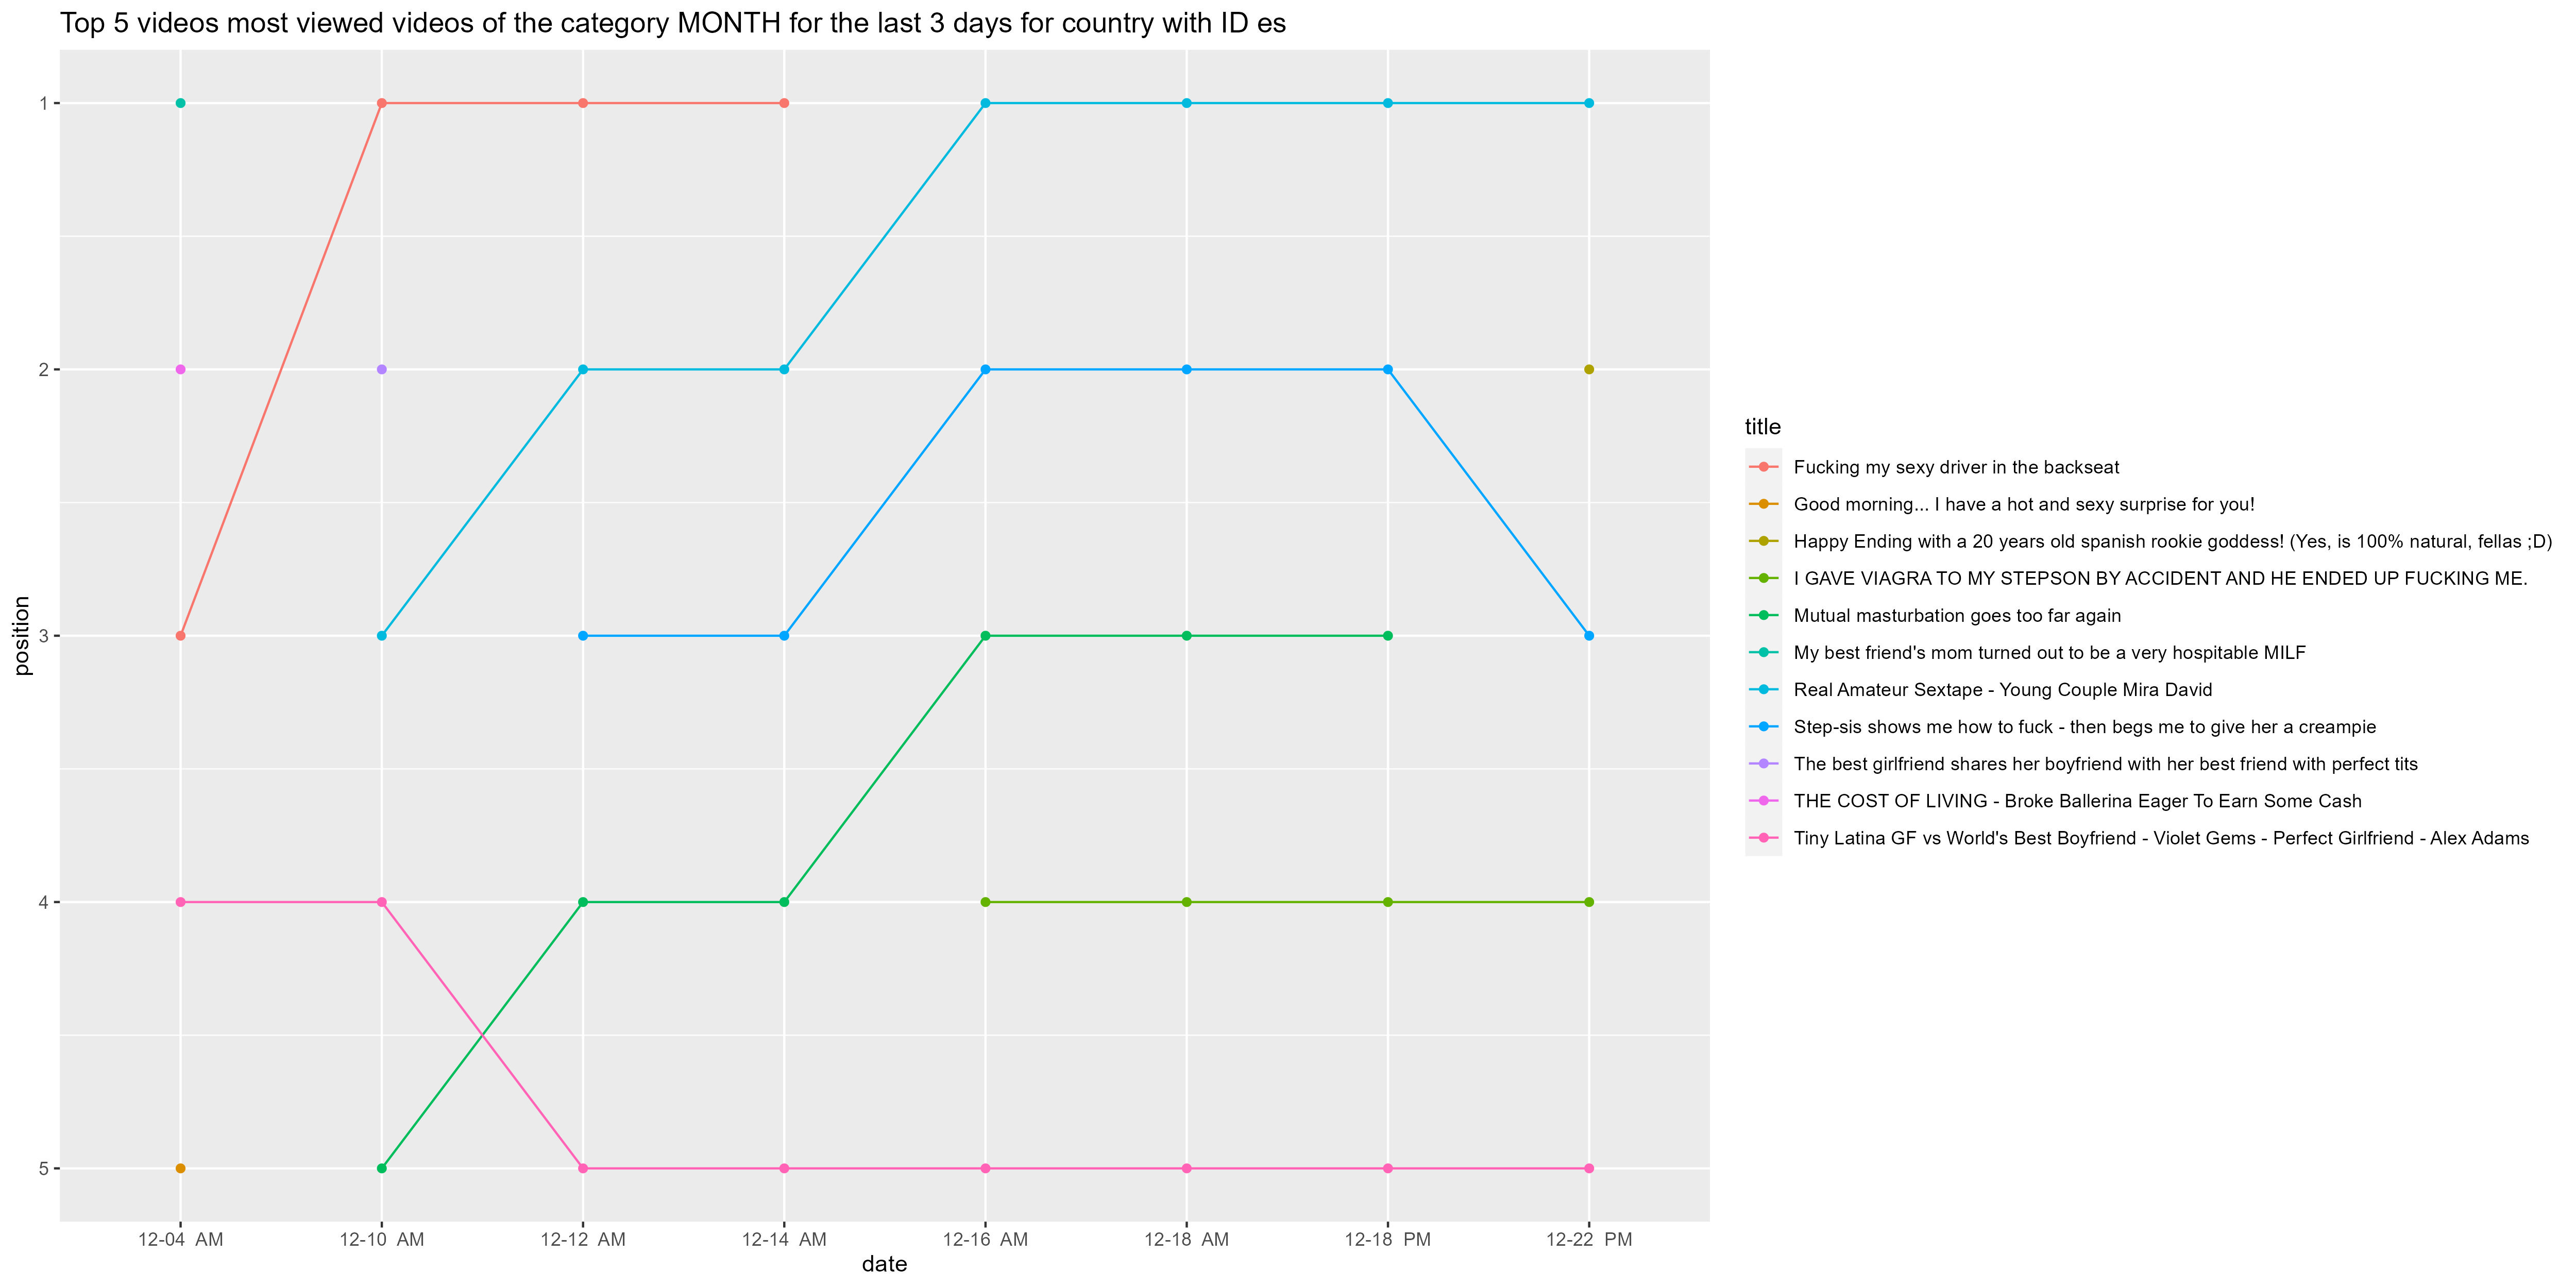 Top 5 videos most viewed videos of the category MONTH for the last 3 days for country with ID es
position
1
2
3
4
5
12-04 AM
12-10 AM
12-12 AM
12-14 AM
12-16 AM
12-18 AM
12-18 PM
12-22 PM
date
title
Fucking my sexy driver in the backseat
Good morning... I have a hot and sexy surprise for you!
Happy Ending with a 20 years old spanish rookie goddess! (Yes, is 100% natural, fellas ;D)
I GAVE VIAGRA TO MY STEPSON BY ACCIDENT AND HE ENDED UP FUCKING ME.
Mutual masturbation goes too far again
My best friend's mom turned out to be a very hospitable MILF
Real Amateur Sextape - Young Couple Mira David
Step-sis shows me how to fuck - then begs me to give her a creampie
The best girlfriend shares her boyfriend with her best friend with perfect tits
THE COST OF LIVING - Broke Ballerina Eager To Earn Some Cash
Tiny Latina GF vs World's Best Boyfriend - Violet Gems - Perfect Girlfriend - Alex Adams